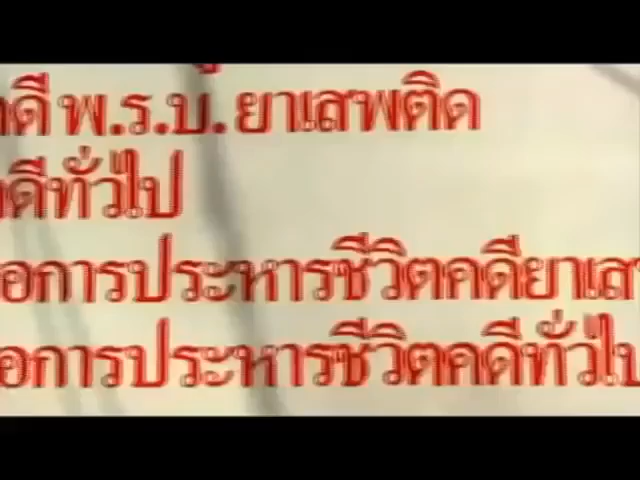 ดี พ.ร.บ. ยาเสพติด
ดีทั่วไป
อการประหารชีวิตคดียาเส
อการประหารชีวิตคดีทั่วไป